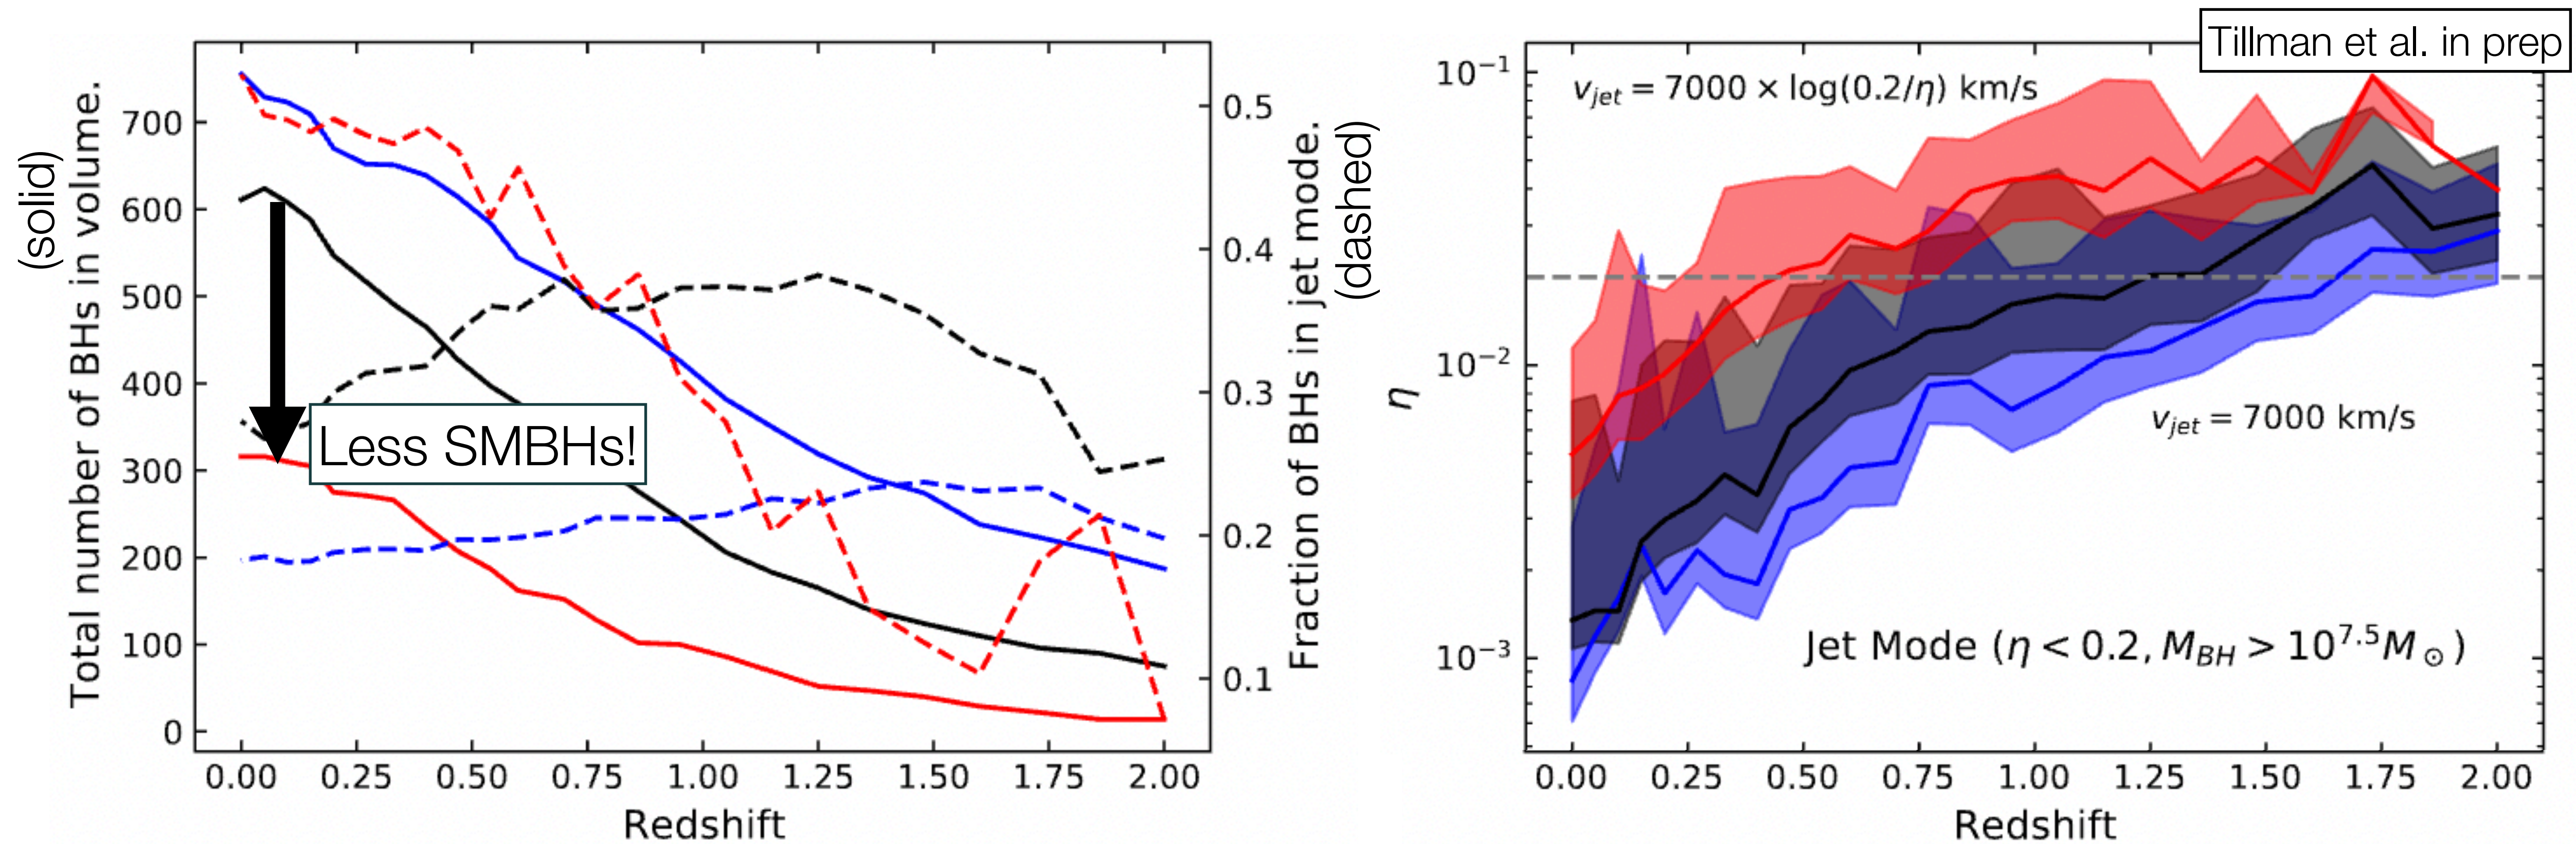 (solid)
Total number of BHs in volume.
700
600
500
400
300
200
100
0
0.00 0.25 0.50 0.75 1.00 1.25 1.50 1.75 2.00
Redshift
Less SMBHs!
0.5
0.4
0.3
0.2
0.1
Fraction of BHs in jet mode.
(dashed)
Tillman et al. in prep
η
10⁻¹
10⁻²
10⁻³
v_jet = 7000 × log(0.2/η) km/s
v_jet = 7000 km/s
Jet Mode (η < 0.2, M_BH > 10^7.5 M_⊙)
0.00 0.25 0.50 0.75 1.00 1.25 1.50 1.75 2.00
Redshift